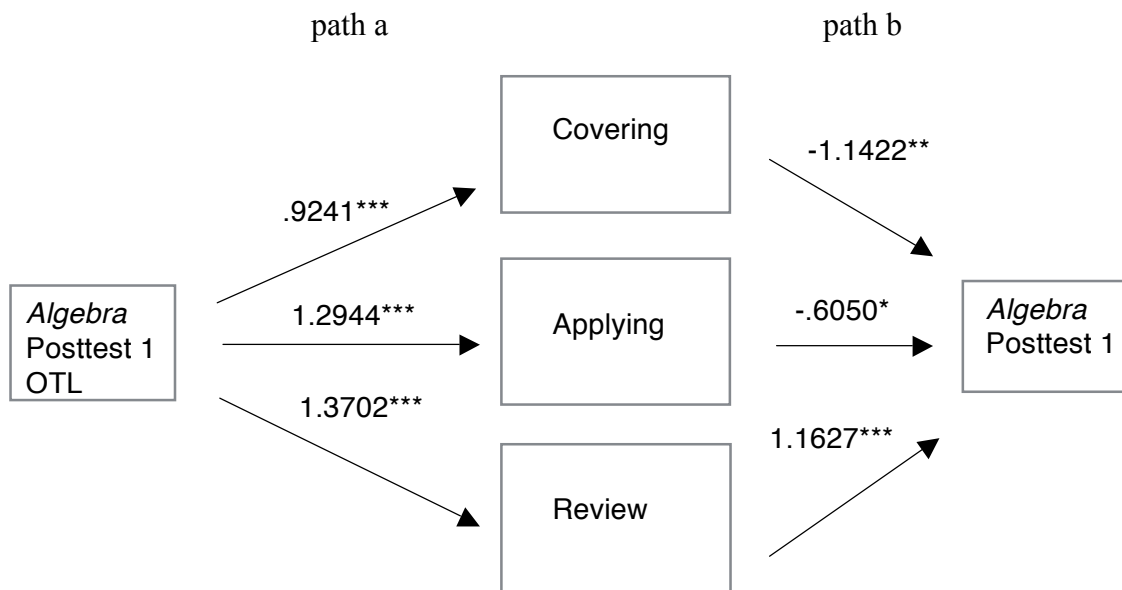 path a
path b
Covering
-1.1422**
.9241***
Algebra
Posttest 1
OTL
1.2944***
Applying
-.6050*
Algebra
Posttest 1
1.3702***
1.1627***
Review